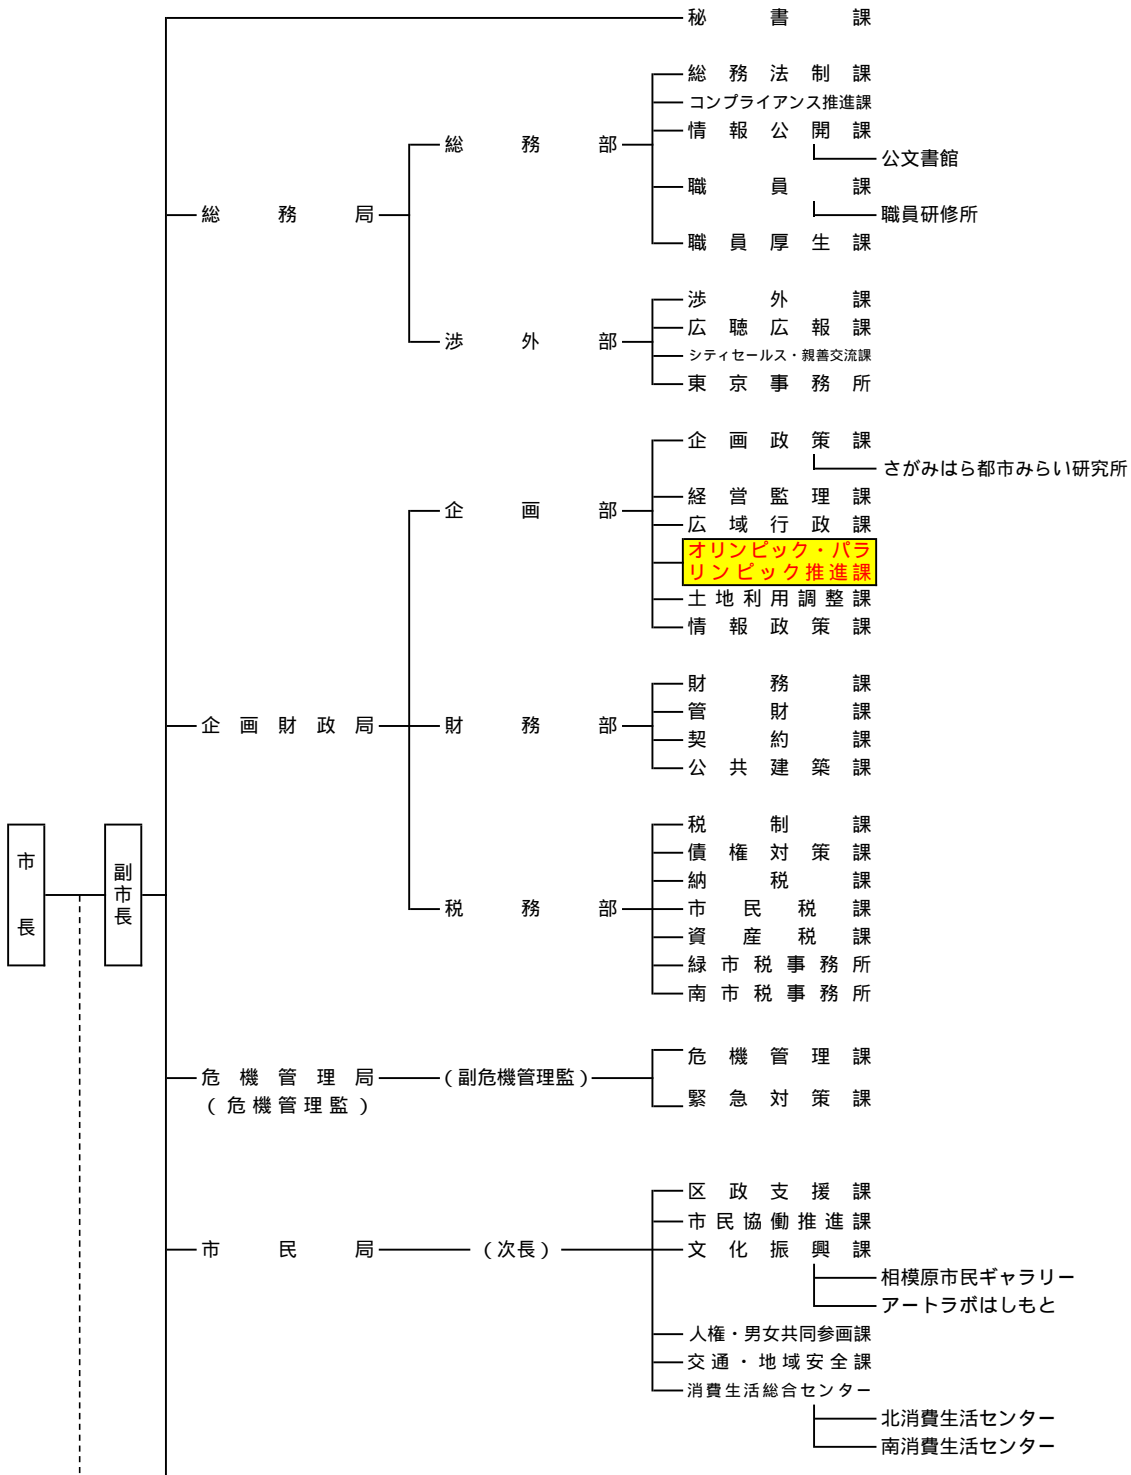 秘書課
総務法制課
コンプライアンス推進課
情報公開課
総務部
公文書館
職員課
総務局
職員研修所
職員厚生課
渉外課
広聴広報課
渉外部
シティセールス・親善交流課
東京事務所
企画政策課
さがみはら都市みらい研究所
経営監理課
企画部
広域行政課
オリンピック・パラ
リンピック推進課
土地利用調整課
情報政策課
財務課
管財課
企画財政局
財務部
契約課
公共建築課
税制課
債権対策課
納税課
市長
副市長
税務部
市民税課
資産税課
緑市税事務所
南市税事務所
危機管理課
危機管理局
(副危機管理監)
(危機管理監)
緊急対策課
区政支援課
市民協働推進課
市民局
(次長)
文化振興課
相模原市民ギャラリー
アートラボはしもと
人権・男女共同参画課
交通・地域安全課
消費生活総合センター
北消費生活センター
南消費生活センター